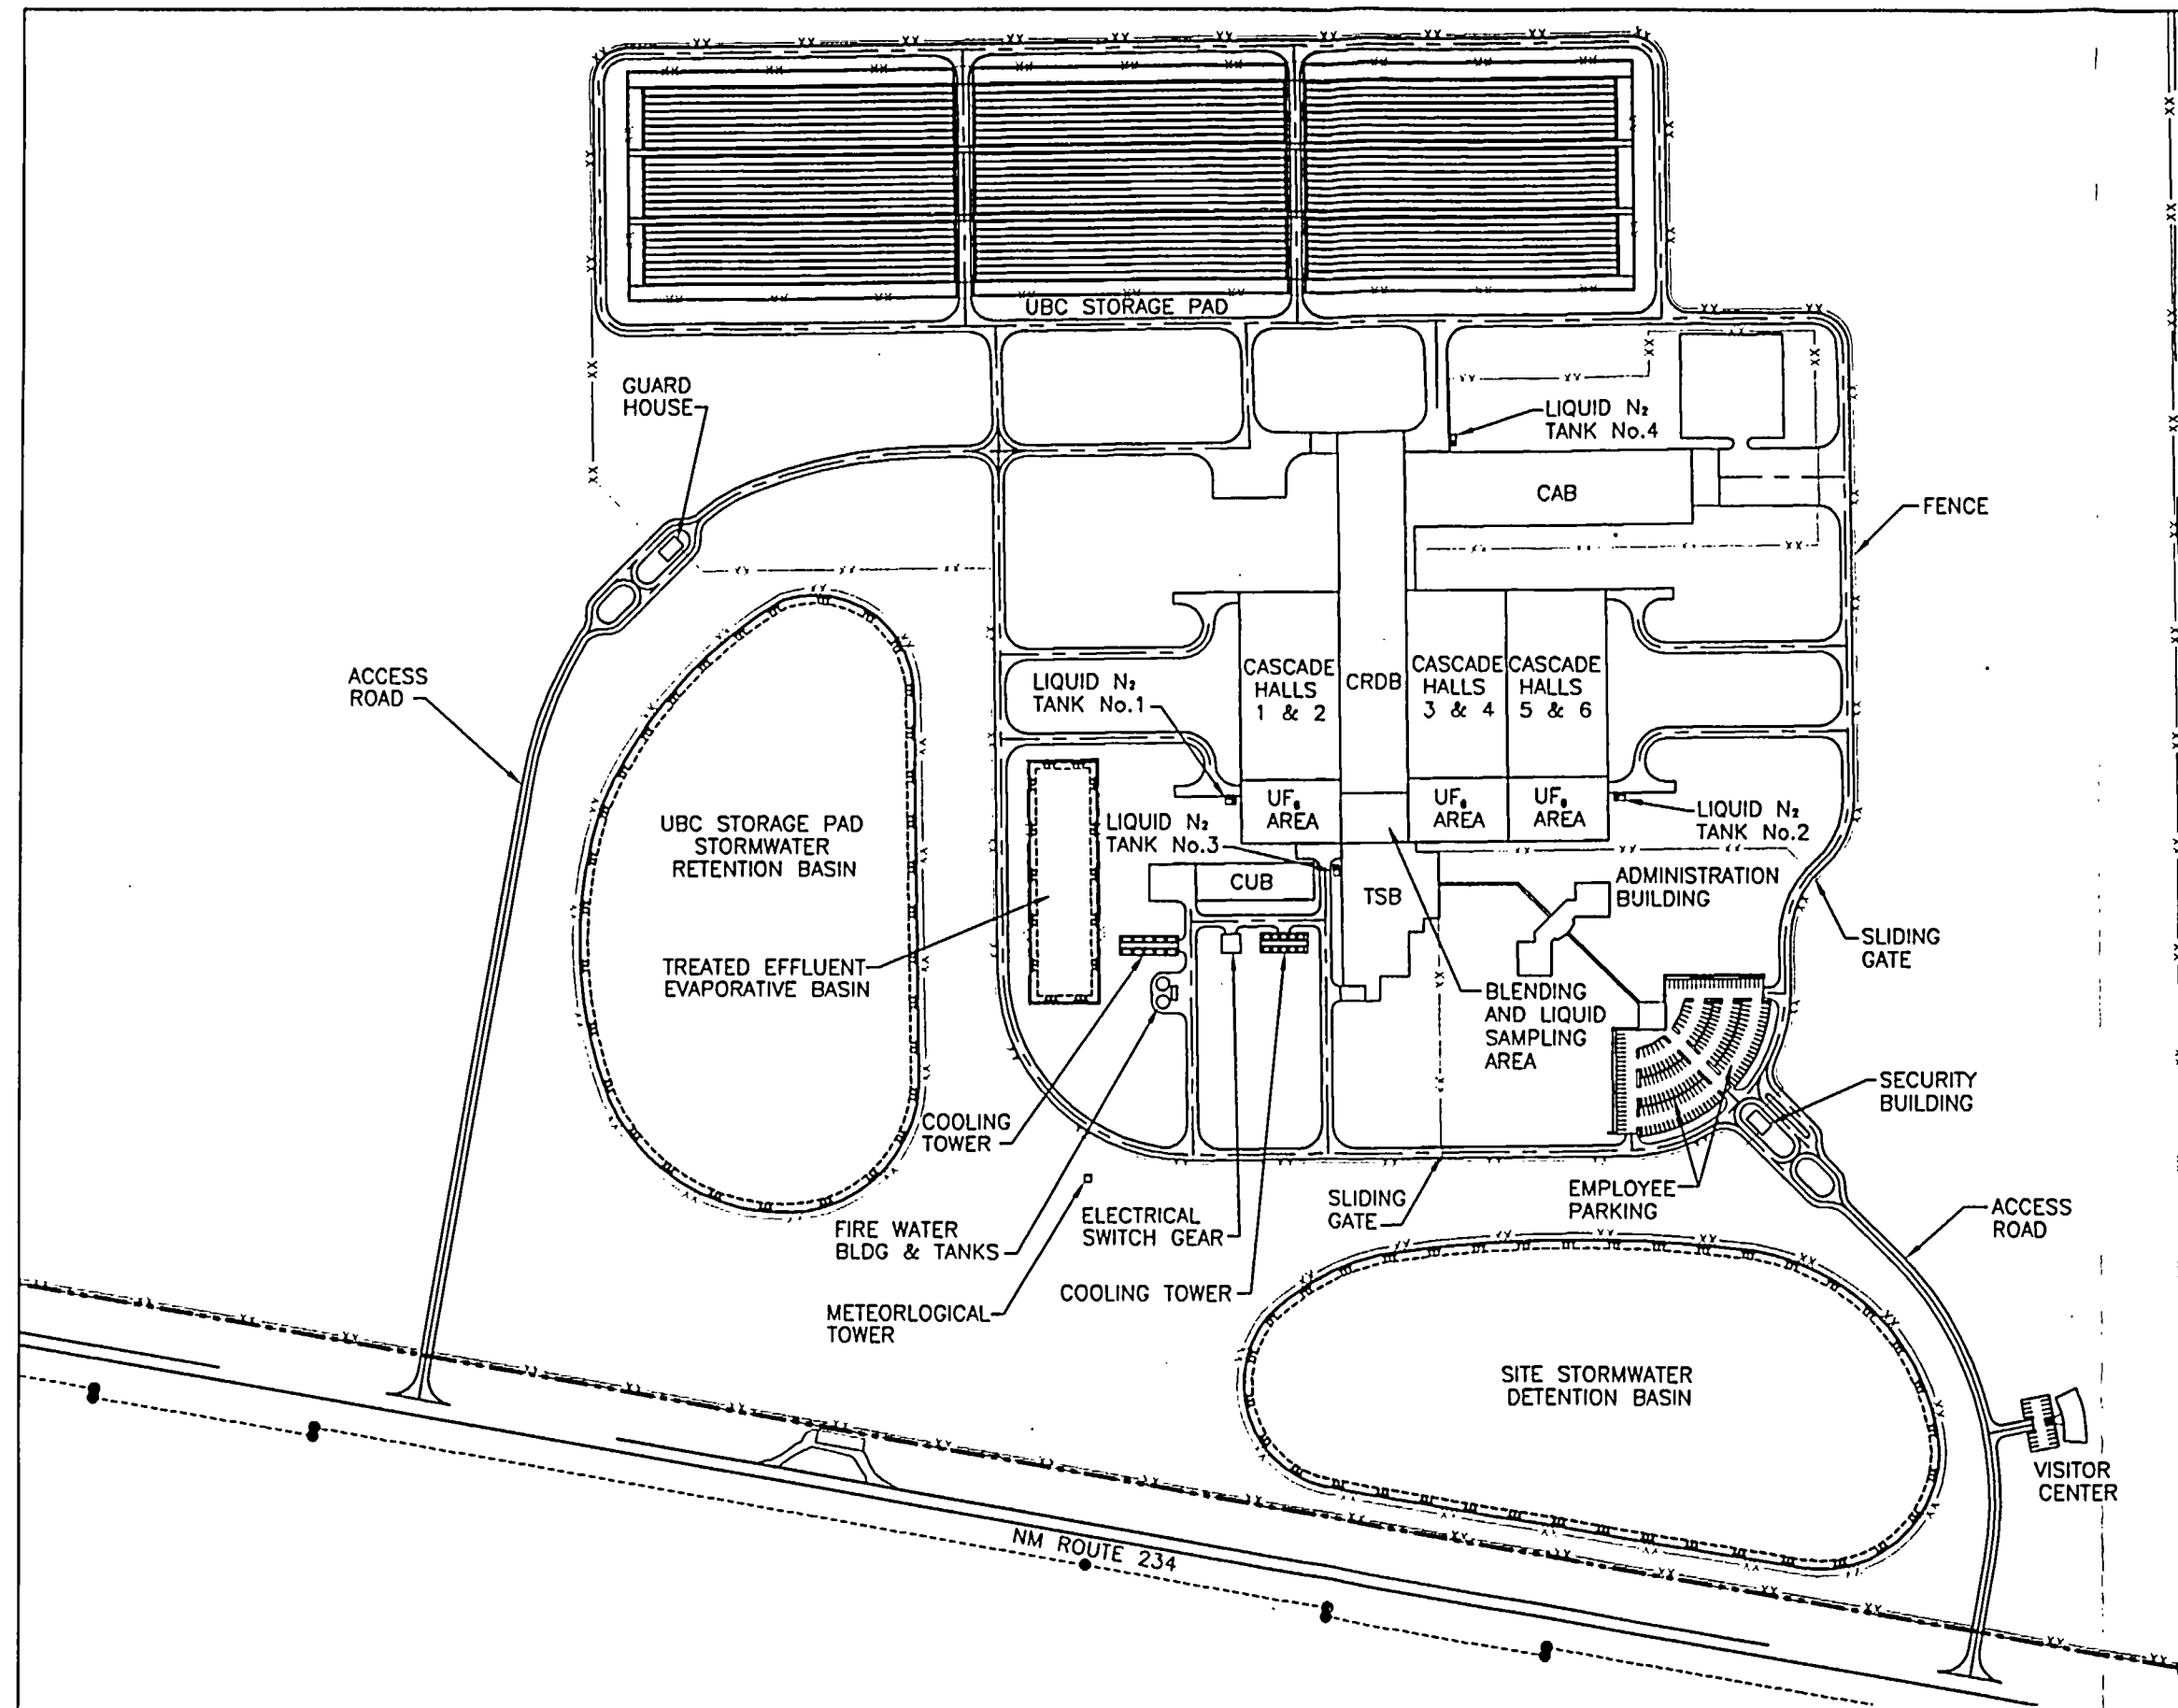 UBC STORAGE PAD
GUARD
HOUSE
LIQUID N₂
TANK No.4
CAB
FENCE
ACCESS
ROAD
LIQUID N₂
TANK No.1
CASCADE
HALLS
1 & 2
CRDB
CASCADE
HALLS
3 & 4
CASCADE
HALLS
5 & 6
UF₆
AREA
UF₆
AREA
UF₆
AREA
LIQUID N₂
TANK No.2
LIQUID N₂
TANK No.3
UBC STORAGE PAD
STORMWATER
RETENTION BASIN
CUB
TSB
ADMINISTRATION
BUILDING
SLIDING
GATE
TREATED EFFLUENT
EVAPORATIVE BASIN
BLENDING
AND LIQUID
SAMPLING
AREA
SECURITY
BUILDING
COOLING
TOWER
EMPLOYEE
PARKING
SLIDING
GATE
ACCESS
ROAD
FIRE WATER
BLDG & TANKS
ELECTRICAL
SWITCH GEAR
COOLING TOWER
METEORLOGICAL
TOWER
SITE STORMWATER
DETENTION BASIN
VISITOR
CENTER
NM ROUTE 234